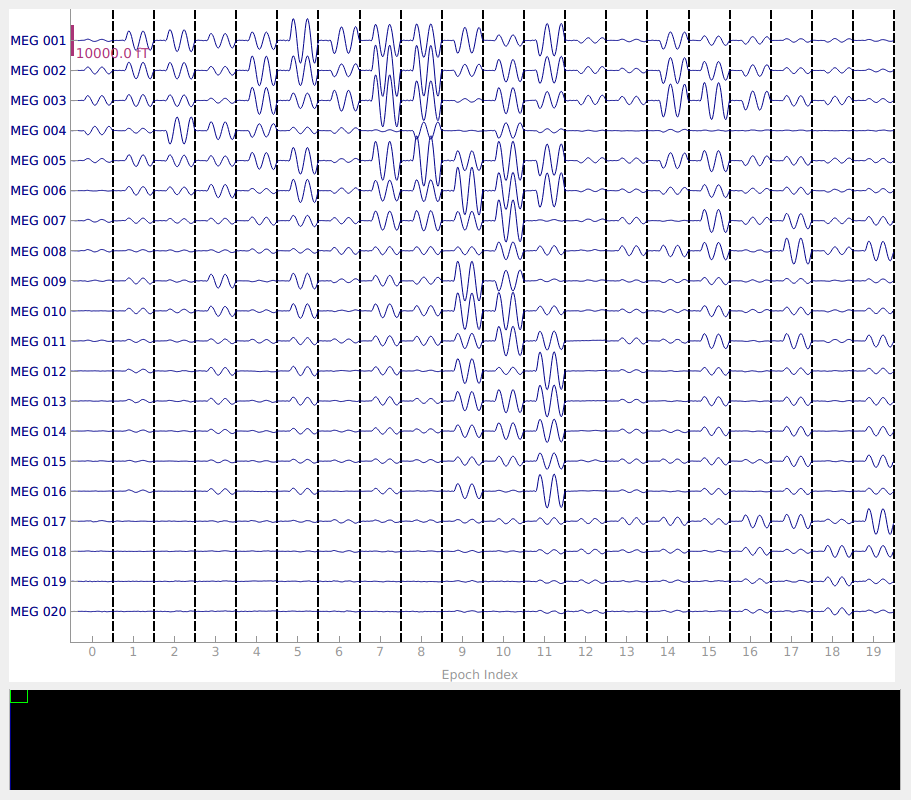 MEG 001
10000.0 fT
MEG 002
MEG 003
MEG 004
MEG 005
MEG 006
MEG 007
MEG 008
MEG 009
MEG 010
MEG 011
MEG 012
MEG 013
MEG 014
MEG 015
MEG 016
MEG 017
MEG 018
MEG 019
MEG 020
0 1 2 3 4 5 6 7 8 9 10 11 12 13 14 15 16 17 18 19
Epoch Index